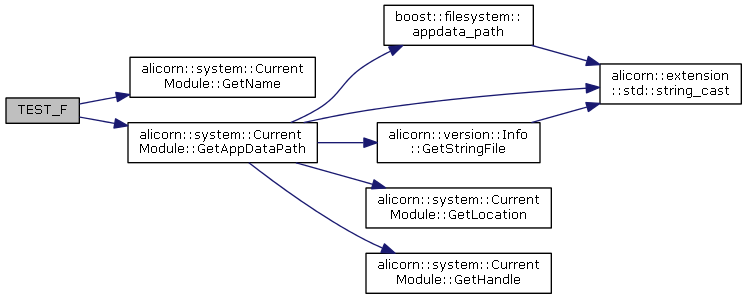 TEST_F
alicorn::system::Current
Module::GetName
alicorn::system::Current
Module::GetAppDataPath
boost::filesystem::
appdata_path
alicorn::version::Info
::GetStringFile
alicorn::system::Current
Module::GetLocation
alicorn::system::Current
Module::GetHandle
alicorn::extension
::std::string_cast